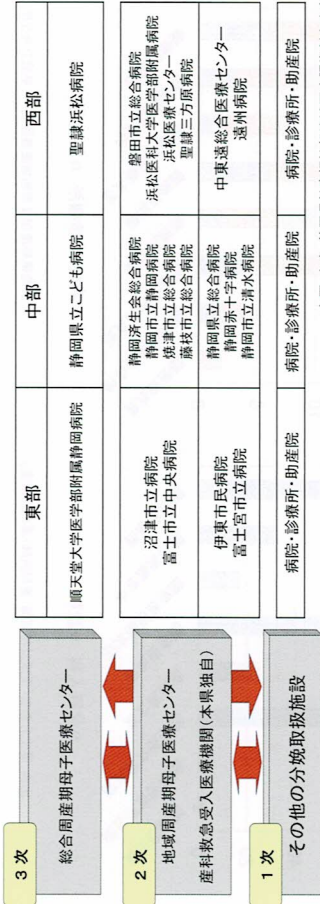 東部
中部
西部
3次
総合周産期母子医療センター
順天堂大学医学部附属静岡病院
静岡県立こども病院
聖隷浜松病院
2次
地域周産期母子医療センター
沼津市立病院
富士市立中央病院
静岡済生会総合病院
静岡市立静岡病院
焼津市立総合病院
藤枝市立総合病院
磐田市立総合病院
浜松医科大学医学部附属病院
浜松医療センター
聖隷三方原病院
産科救急受入医療機関(本県独自)
伊東市民病院
富士宮市立病院
静岡県立総合病院
静岡赤十字病院
静岡市立清水病院
中東遠総合医療センター
遠州病院
1次
その他の分娩取扱施設
病院・診療所・助産院
病院・診療所・助産院
病院・診療所・助産院